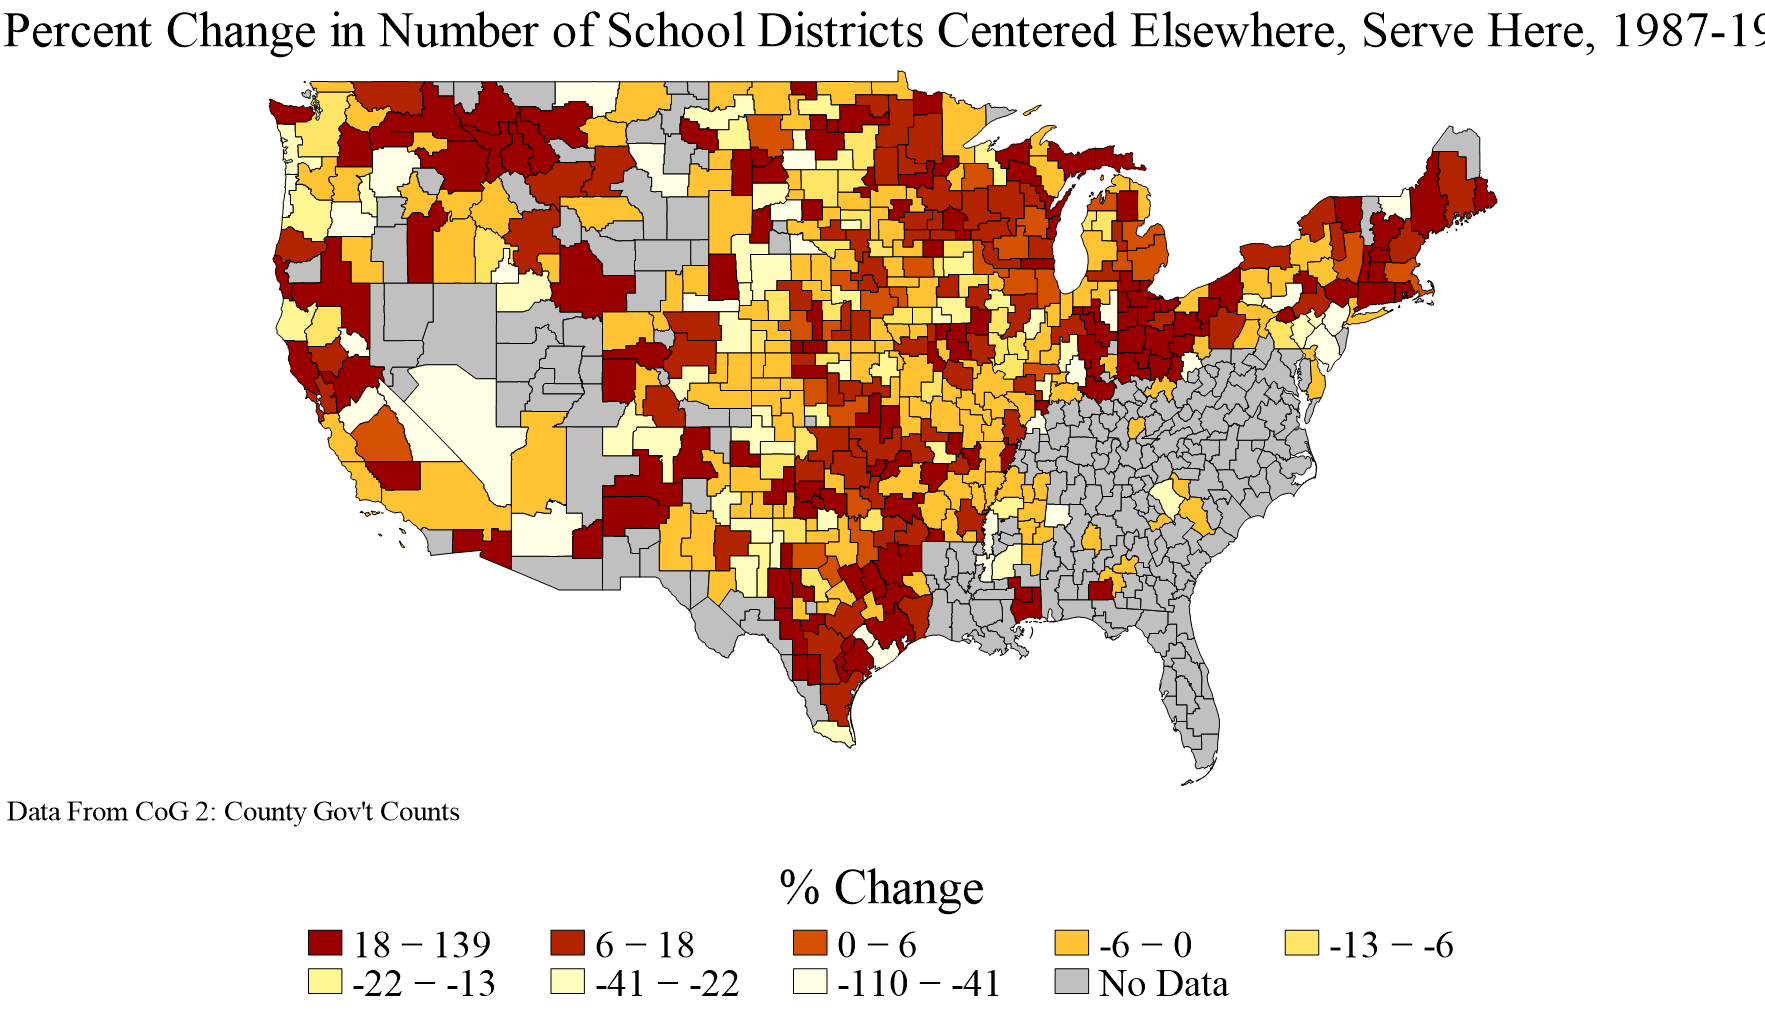 Percent Change in Number of School Districts Centered Elsewhere, Serve Here, 1987-19
Data From CoG 2: County Gov't Counts
% Change
18 − 139 6 − 18 0 − 6 -6 − 0 -13 − -6
-22 − -13 -41 − -22 -110 − -41 No Data